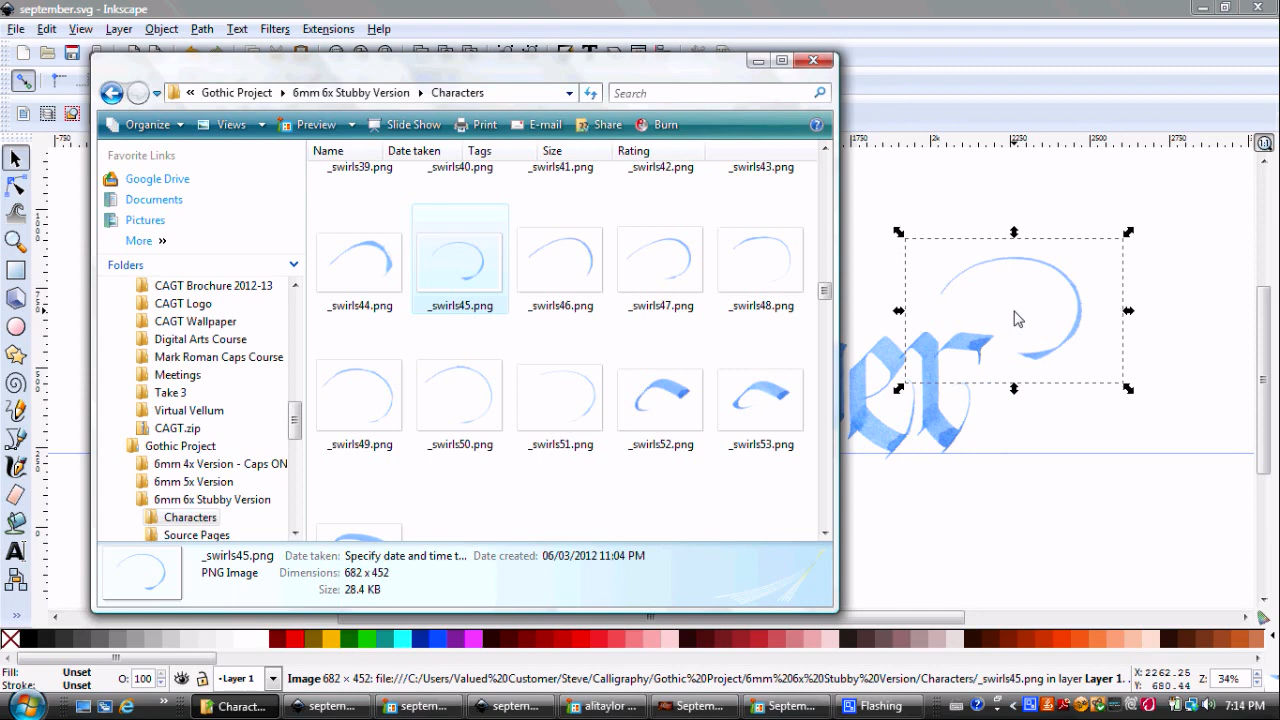 september.svg - Inkscape
File Edit View Layer Object Path Text Filters Extensions Help
Gothic Project 6mm 6x Stubby Version Characters Search
Organize Views Preview Slide Show Print E-mail Share Burn
Favorite Links
Google Drive
Documents
Pictures
More »
Folders
CAGT Brochure 2012-13
CAGT Logo
CAGT Wallpaper
Digital Arts Course
Mark Roman Caps Course
Meetings
Take 3
Virtual Vellum
CAGT.zip
Gothic Project
6mm 4x Version - Caps ON
6mm 5x Version
6mm 6x Stubby Version
Characters
Source Pages
Name Date taken Tags Size Rating
_swirls39.png _swirls40.png _swirls41.png _swirls42.png _swirls43.png
_swirls44.png _swirls45.png _swirls46.png _swirls47.png _swirls48.png
_swirls49.png _swirls50.png _swirls51.png _swirls52.png _swirls53.png
_swirls45.png Date taken: Specify date and time t... Date created: 06/03/2012 11:04 PM
PNG Image Dimensions: 682 x 452
Size: 28.4 KB
-750 1750 2k 2250 2500 2750
er
Fill: Unset
Stroke: Unset
O: 100
Layer 1
Image 682 × 452: file:///C:/Users/Valued%20Customer/Steve/Calligraphy/Gothic%20Project/6mm%206x%20Stubby%20Version/Characters/_swirls45.png in layer Layer 1.
X: 2262.25
Y: 680.44
Z: 34%
Charact... septem... septem... septem... alitaylor ... Septem... Septem... Flashing
7:14 PM